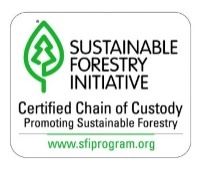 SUSTAINABLE
FORESTRY
INITIATIVE
Certified Chain of Custody
Promoting Sustainable Forestry
www.sfiprogram.org